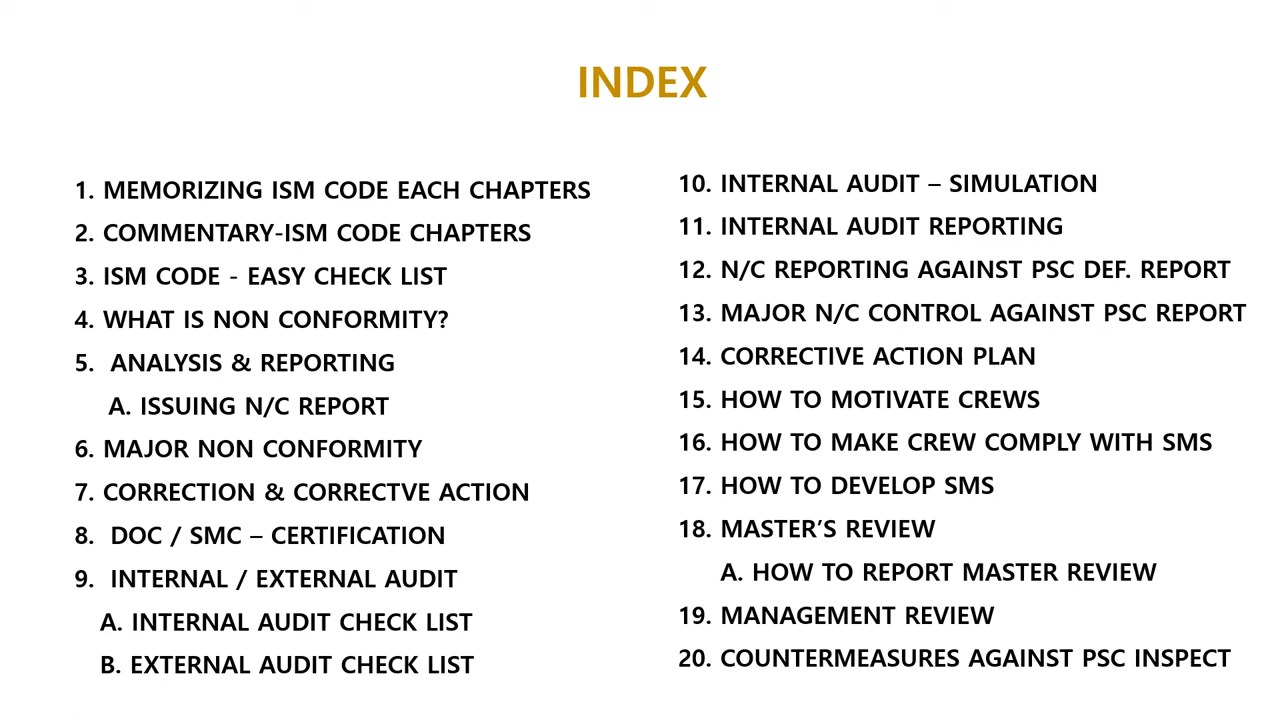 INDEX
1. MEMORIZING ISM CODE EACH CHAPTERS
2. COMMENTARY-ISM CODE CHAPTERS
3. ISM CODE - EASY CHECK LIST
4. WHAT IS NON CONFORMITY?
5. ANALYSIS & REPORTING
A. ISSUING N/C REPORT
6. MAJOR NON CONFORMITY
7. CORRECTION & CORRECTVE ACTION
8. DOC / SMC – CERTIFICATION
9. INTERNAL / EXTERNAL AUDIT
A. INTERNAL AUDIT CHECK LIST
B. EXTERNAL AUDIT CHECK LIST
10. INTERNAL AUDIT – SIMULATION
11. INTERNAL AUDIT REPORTING
12. N/C REPORTING AGAINST PSC DEF. REPORT
13. MAJOR N/C CONTROL AGAINST PSC REPORT
14. CORRECTIVE ACTION PLAN
15. HOW TO MOTIVATE CREWS
16. HOW TO MAKE CREW COMPLY WITH SMS
17. HOW TO DEVELOP SMS
18. MASTER’S REVIEW
A. HOW TO REPORT MASTER REVIEW
19. MANAGEMENT REVIEW
20. COUNTERMEASURES AGAINST PSC INSPECT